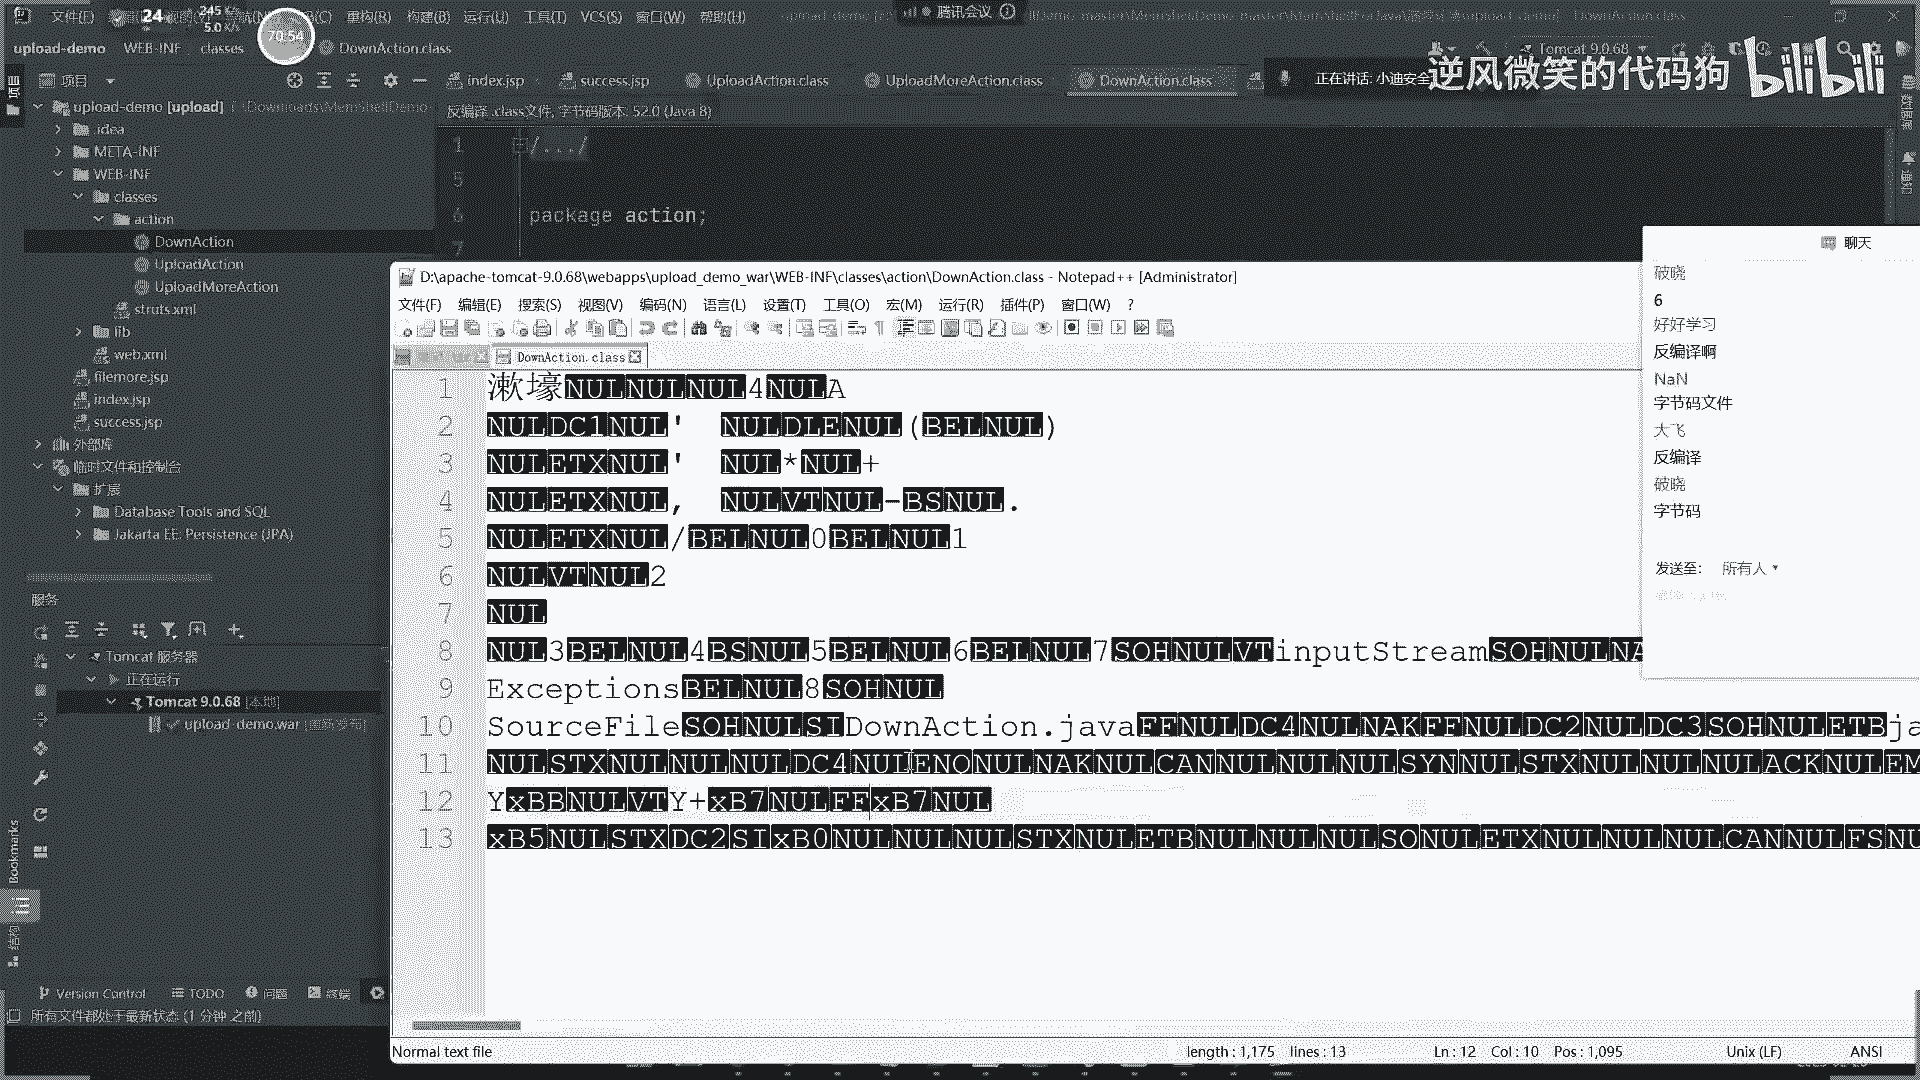 文件(F)
重构(R) 构建(B) 运行(U) 工具(T) VCS(S) 窗口(W) 帮助(H)
24
245 K/s
5.0 K/s
70:54
腾讯会议
upload-demo WEB-INF classes DownAction.class
Tomcat 9.0.68
项目
index.jsp success.jsp UploadAction.class UploadMoreAction.class DownAction.class
正在讲话: 小迪安全
逆风微笑的代码狗 bilibili
反编译 .class文件, 字节码版本: 52.0 (Java 8)
upload-demo [upload]
.idea
META-INF
WEB-INF
classes
action
DownAction
UploadAction
UploadMoreAction
struts.xml
lib
web.xml
filemore.jsp
index.jsp
success.jsp
外部库
临时文件和控制台
扩展
Database Tools and SQL
Jakarta EE: Persistence (JPA)
1 /.../
5
6 package action;
7
服务
Tomcat 服务器
正在运行
Tomcat 9.0.68 [本地]
upload-demo.war [重新发布]
Bookmarks
结构
Version Control TODO 问题 终端
所有文件都处于最新状态 (1 分钟 之前)
D:\apache-tomcat-9.0.68\webapps\upload_demo_war\WEB-INF\classes\action\DownAction.class - Notepad++ [Administrator]
文件(F) 编辑(E) 搜索(S) 视图(V) 编码(N) 语言(L) 设置(T) 工具(O) 宏(M) 运行(R) 插件(P) 窗口(W) ?
DownAction.class
1 漱壕NULNULNUL4NULA
2 NULDC1NUL' NULDLENUL(BELNUL)
3 NULETXNUL' NUL*NUL+
4 NULETXNUL, NULVTNUL-BSNUL.
5 NULETXNUL/BELNUL0BELNUL1
6 NULVTNUL2
7 NUL
8 NUL3BELNUL4BSNUL5BELNUL6BELNUL7SOHNULVTinputStreamSOHNULNA
9 ExceptionsBELNUL8SOHNUL
10 SourceFileSOHNULSIDownAction.javaFFNULDC4NULNAKFFNULDC2NULDC3SOHNULETBja
11 NULSTXNULNULNULDC4NULENQNULNAKNULCANNULNULNULSYNNULSTXNULNULNULACKNULEM
12 YxBBNULVTY+xB7NULFFxB7NUL
13 xB5NULSTXDC2SIxB0NULNULNULSTXNULETBNULNULNULSONULETXNULNULNULCANNULFSNU
Normal text file length : 1,175 lines : 13 Ln : 12 Col : 10 Pos : 1,095 Unix (LF) ANSI
聊天
破晓
6
好好学习
反编译啊
NaN
字节码文件
大飞
反编译
破晓
字节码
发送至: 所有人